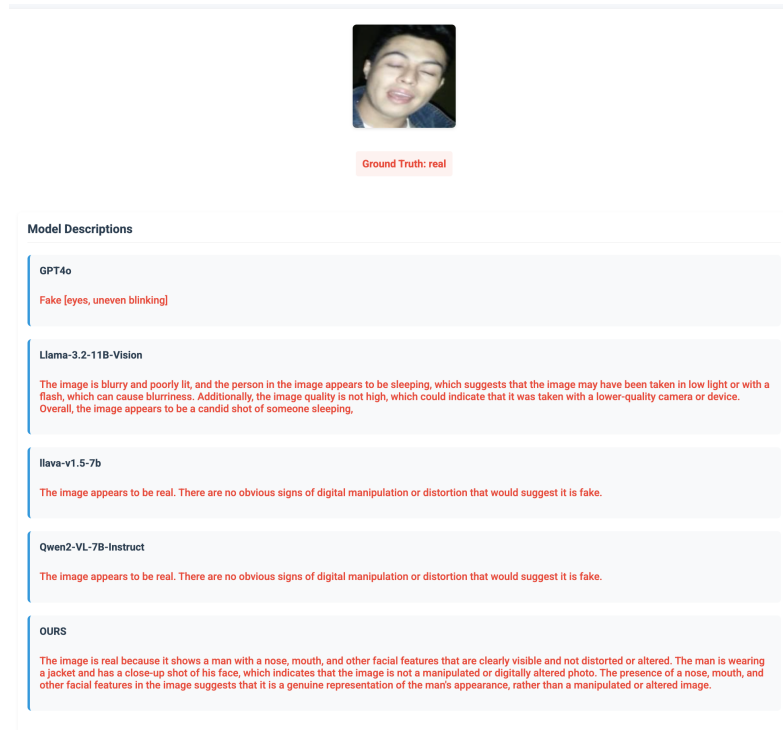 Ground Truth: real
Model Descriptions
GPT4o
Fake [eyes, uneven blinking]
Llama-3.2-11B-Vision
The image is blurry and poorly lit, and the person in the image appears to be sleeping, which suggests that the image may have been taken in low light or with a
flash, which can cause blurriness. Additionally, the image quality is not high, which could indicate that it was taken with a lower-quality camera or device.
Overall, the image appears to be a candid shot of someone sleeping,
llava-v1.5-7b
The image appears to be real. There are no obvious signs of digital manipulation or distortion that would suggest it is fake.
Qwen2-VL-7B-Instruct
The image appears to be real. There are no obvious signs of digital manipulation or distortion that would suggest it is fake.
OURS
The image is real because it shows a man with a nose, mouth, and other facial features that are clearly visible and not distorted or altered. The man is wearing
a jacket and has a close-up shot of his face, which indicates that the image is not a manipulated or digitally altered photo. The presence of a nose, mouth, and
other facial features in the image suggests that it is a genuine representation of the man's appearance, rather than a manipulated or altered image.